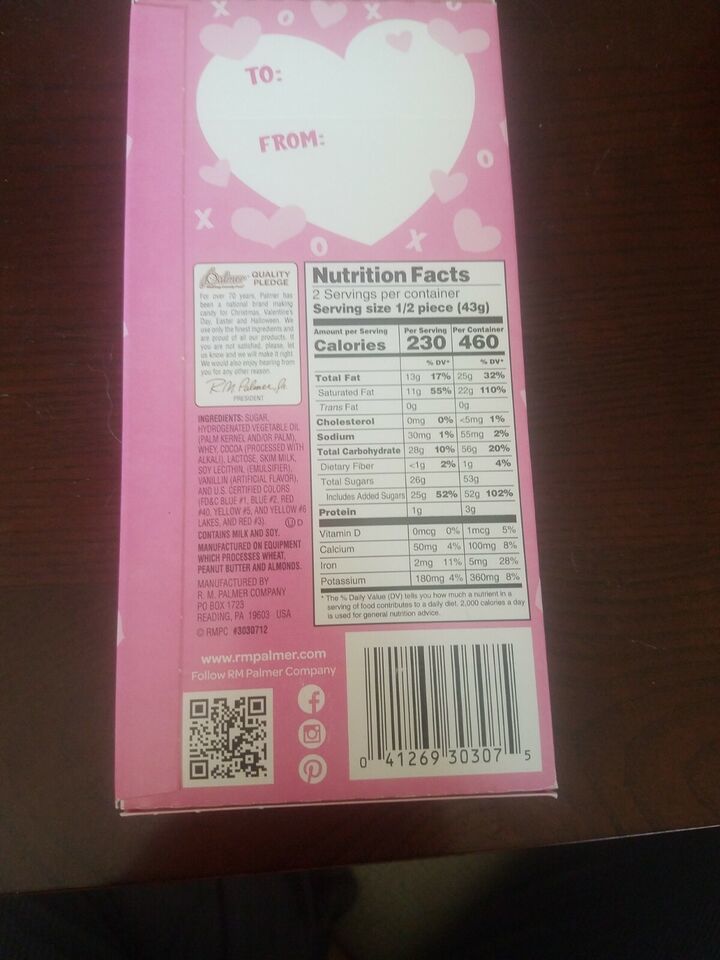 X O X O
TO:
FROM:
O
X
X
O
Palmer QUALITY
PLEDGE
For over 70 years, Palmer has
been a national brand making
candy for Christmas, Valentine's
Day, Easter and Halloween. We
use only the finest ingredients and
are proud of all our products. If
you are not satisfied, please, let
us know and we will make it right.
We would also enjoy hearing from
you for any other reason.
R.M. Palmer, Jr.
PRESIDENT
INGREDIENTS: SUGAR,
HYDROGENATED VEGETABLE OIL
(PALM KERNEL AND/OR PALM),
WHEY, COCOA (PROCESSED WITH
ALKALI), LACTOSE, SKIM MILK,
SOY LECITHIN, (EMULSIFIER),
VANILLIN (ARTIFICIAL FLAVOR),
AND U.S. CERTIFIED COLORS
(FD&C BLUE #1, BLUE #2, RED
#40, YELLOW #5, AND YELLOW #6
LAKES, AND RED #3). U D
CONTAINS MILK AND SOY.
MANUFACTURED ON EQUIPMENT
WHICH PROCESSES WHEAT,
PEANUT BUTTER AND ALMONDS.
MANUFACTURED BY
R. M. PALMER COMPANY
PO BOX 1723
READING, PA 19603 USA
© RMPC #3030712
Nutrition Facts
2 Servings per container
Serving size 1/2 piece (43g)
Amount per Serving Per Serving Per Container
Calories 230 460
% DV* % DV*
Total Fat 13g 17% 25g 32%
Saturated Fat 11g 55% 22g 110%
Trans Fat 0g 0g
Cholesterol 0mg 0% <5mg 1%
Sodium 30mg 1% 55mg 2%
Total Carbohydrate 28g 10% 56g 20%
Dietary Fiber <1g 2% 1g 4%
Total Sugars 26g 53g
Includes Added Sugars 25g 52% 52g 102%
Protein 1g 3g
Vitamin D 0mcg 0% 1mcg 5%
Calcium 50mg 4% 100mg 8%
Iron 2mg 11% 5mg 28%
Potassium 180mg 4% 360mg 8%
* The % Daily Value (DV) tells you how much a nutrient in a
serving of food contributes to a daily diet. 2,000 calories a day
is used for general nutrition advice.
www.rmpalmer.com
Follow RM Palmer Company
0 41269 30307 5